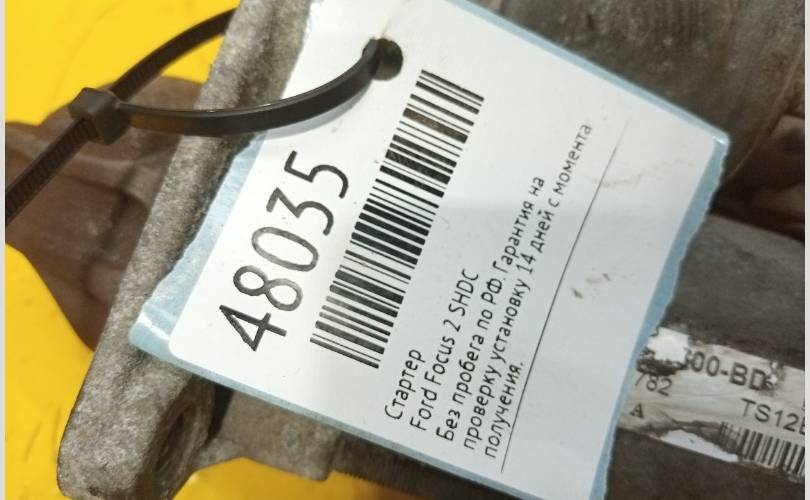 48035
Стартер
Ford Focus 2 SHDC
Без пробега по РФ. Гарантия на
проверку установку 14 дней с момента
получения.
300-BD
782
A
TS12